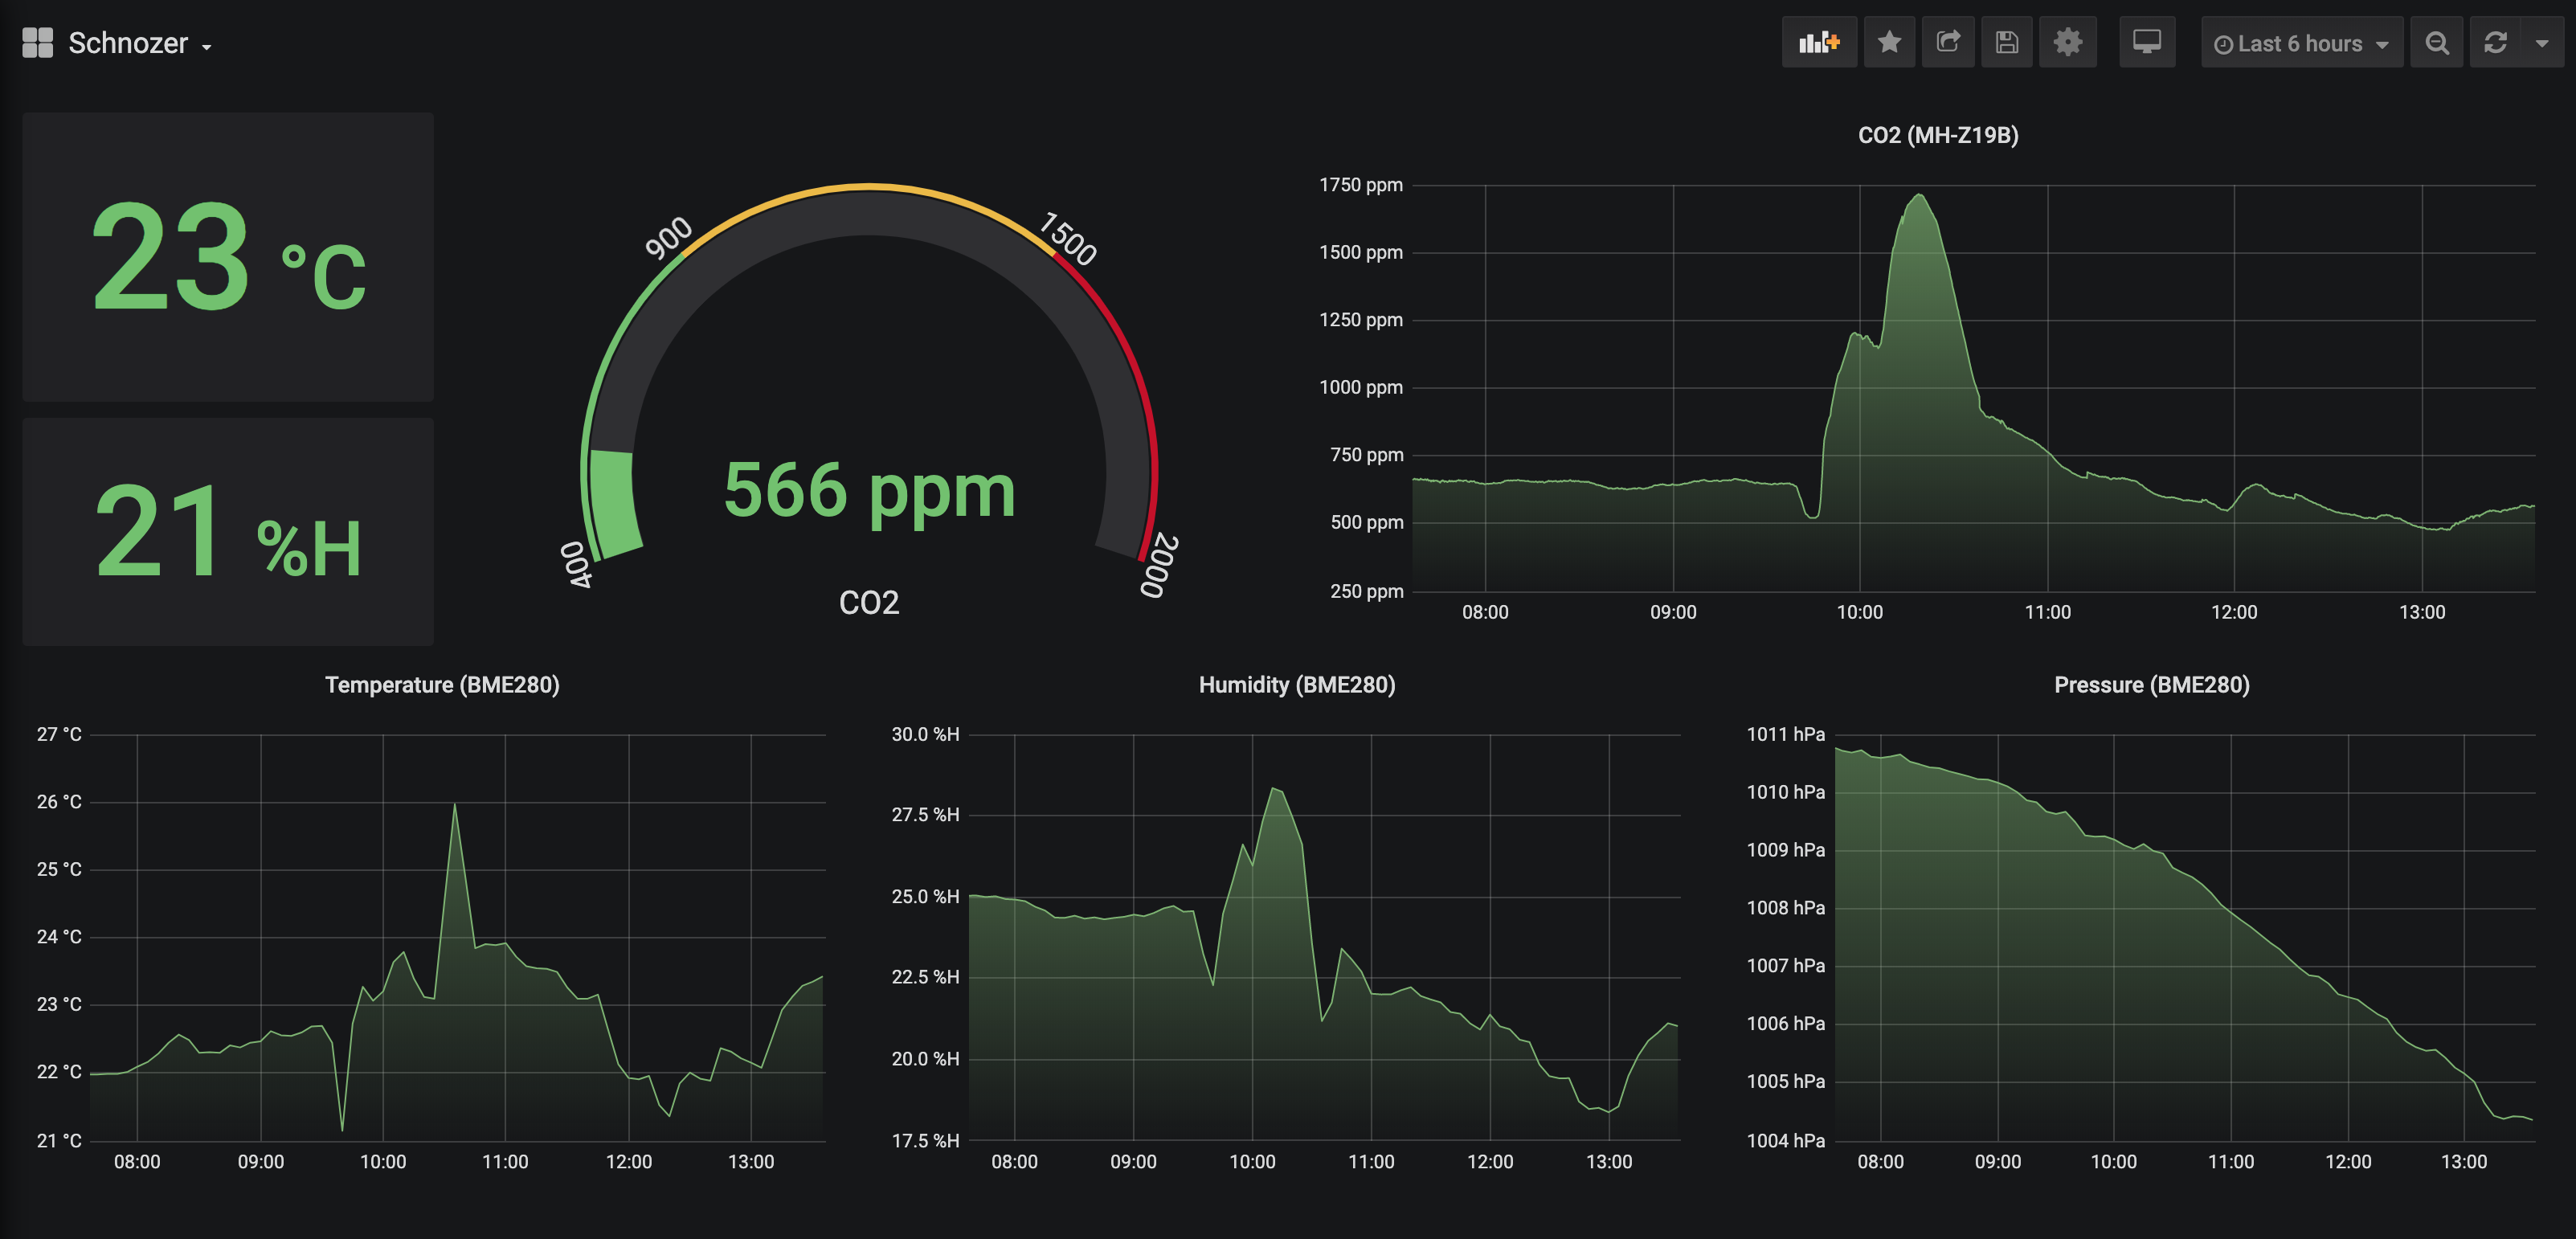 Schnozer
Last 6 hours
23 °C
21 %H
400
900
1500
2000
566 ppm
CO2
CO2 (MH-Z19B)
1750 ppm
1500 ppm
1250 ppm
1000 ppm
750 ppm
500 ppm
250 ppm
08:00 09:00 10:00 11:00 12:00 13:00
Temperature (BME280)
27 °C
26 °C
25 °C
24 °C
23 °C
22 °C
21 °C
08:00 09:00 10:00 11:00 12:00 13:00
Humidity (BME280)
30.0 %H
27.5 %H
25.0 %H
22.5 %H
20.0 %H
17.5 %H
08:00 09:00 10:00 11:00 12:00 13:00
Pressure (BME280)
1011 hPa
1010 hPa
1009 hPa
1008 hPa
1007 hPa
1006 hPa
1005 hPa
1004 hPa
08:00 09:00 10:00 11:00 12:00 13:00